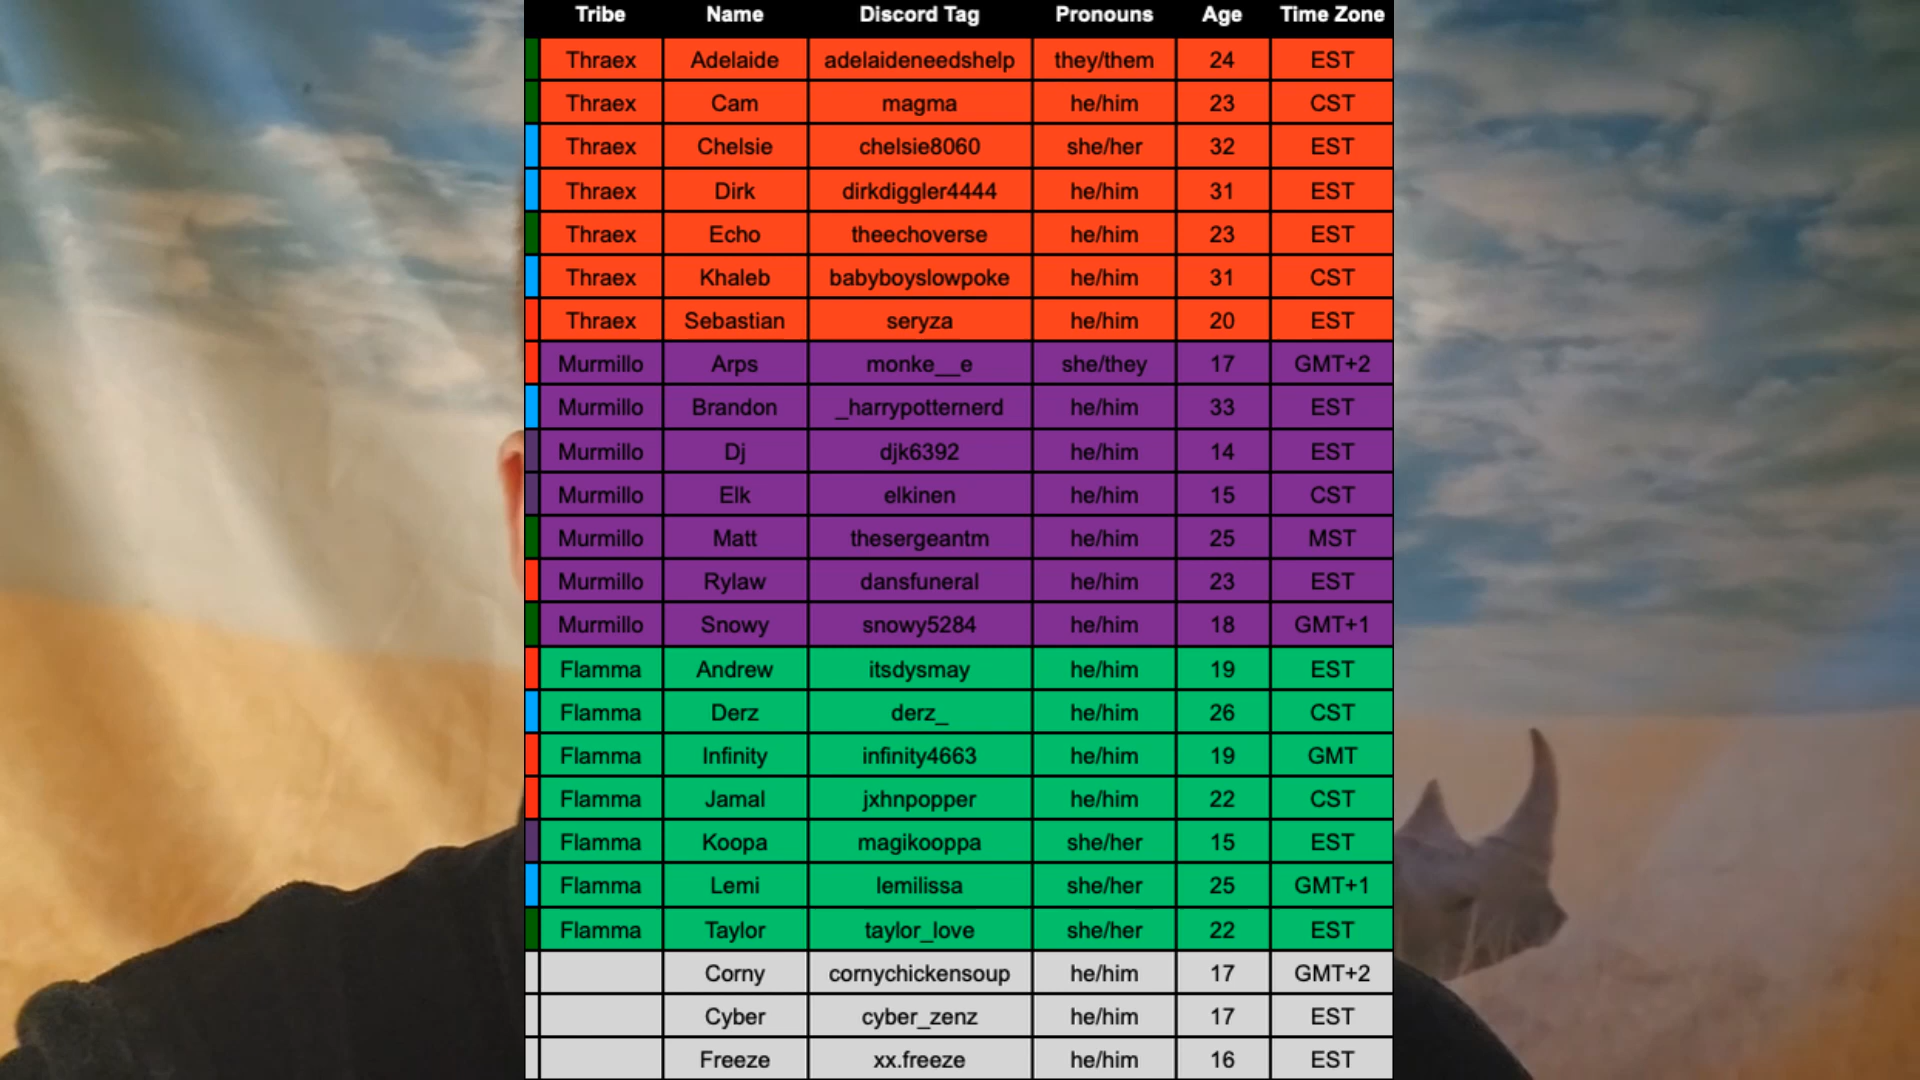 Tribe Name Discord Tag Pronouns Age Time Zone
Thraex Adelaide adelaideneedshelp they/them 24 EST
Thraex Cam magma he/him 23 CST
Thraex Chelsie chelsie8060 she/her 32 EST
Thraex Dirk dirkdiggler4444 he/him 31 EST
Thraex Echo theechoverse he/him 23 EST
Thraex Khaleb babyboyslowpoke he/him 31 CST
Thraex Sebastian seryza he/him 20 EST
Murmillo Arps monke__e she/they 17 GMT+2
Murmillo Brandon _harrypotternerd he/him 33 EST
Murmillo Dj djk6392 he/him 14 EST
Murmillo Elk elkinen he/him 15 CST
Murmillo Matt thesergeantm he/him 25 MST
Murmillo Rylaw dansfuneral he/him 23 EST
Murmillo Snowy snowy5284 he/him 18 GMT+1
Flamma Andrew itsdysmay he/him 19 EST
Flamma Derz derz_ he/him 26 CST
Flamma Infinity infinity4663 he/him 19 GMT
Flamma Jamal jxhnpopper he/him 22 CST
Flamma Koopa magikooppa she/her 15 EST
Flamma Lemi lemilissa she/her 25 GMT+1
Flamma Taylor taylor_love she/her 22 EST
Corny cornychickensoup he/him 17 GMT+2
Cyber cyber_zenz he/him 17 EST
Freeze xx.freeze he/him 16 EST